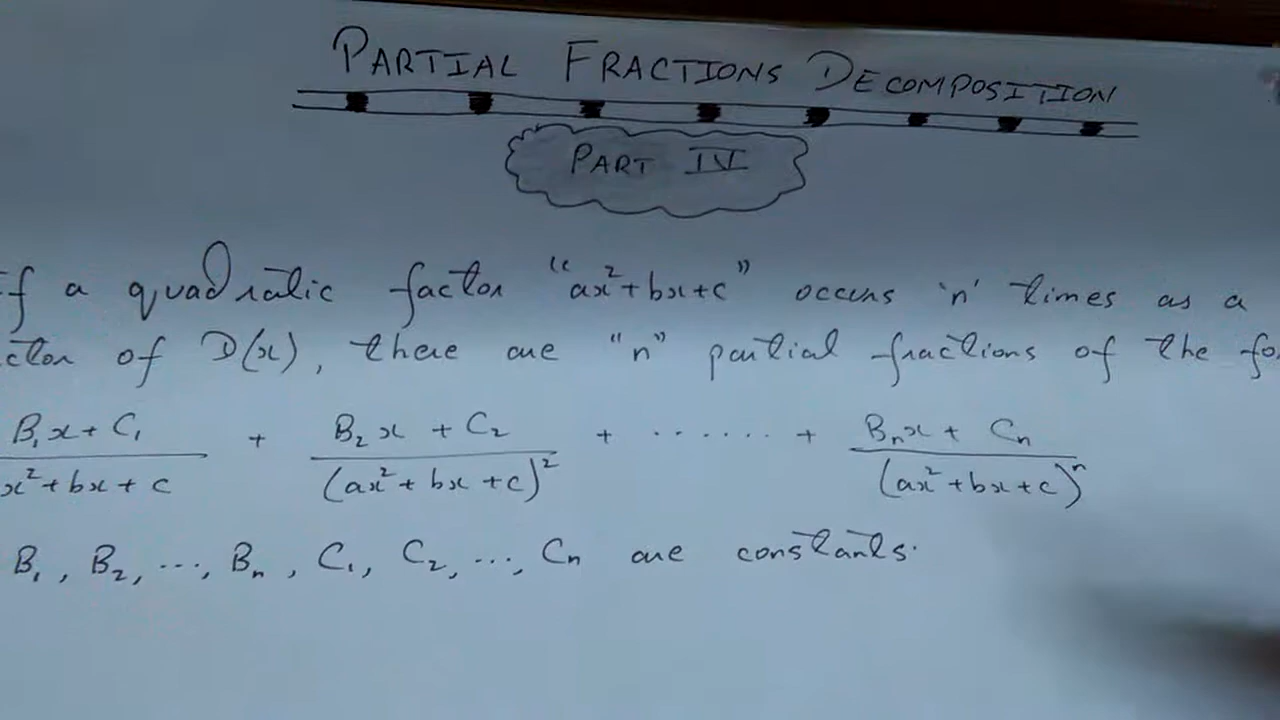 PARTIAL FRACTIONS DECOMPOSITION
PART IV
a quadratic factor "ax²+bx+c" occurs 'n' times as a
of D(x), there are "n" partial fractions of the
B₁x + C₁ / x²+bx+c + B₂x + C₂ / (ax²+bx+c)² + ...... + Bₙx + Cₙ / (ax²+bx+c)ⁿ
B₁, B₂, ..., Bₙ, C₁, C₂, ..., Cₙ are constants.